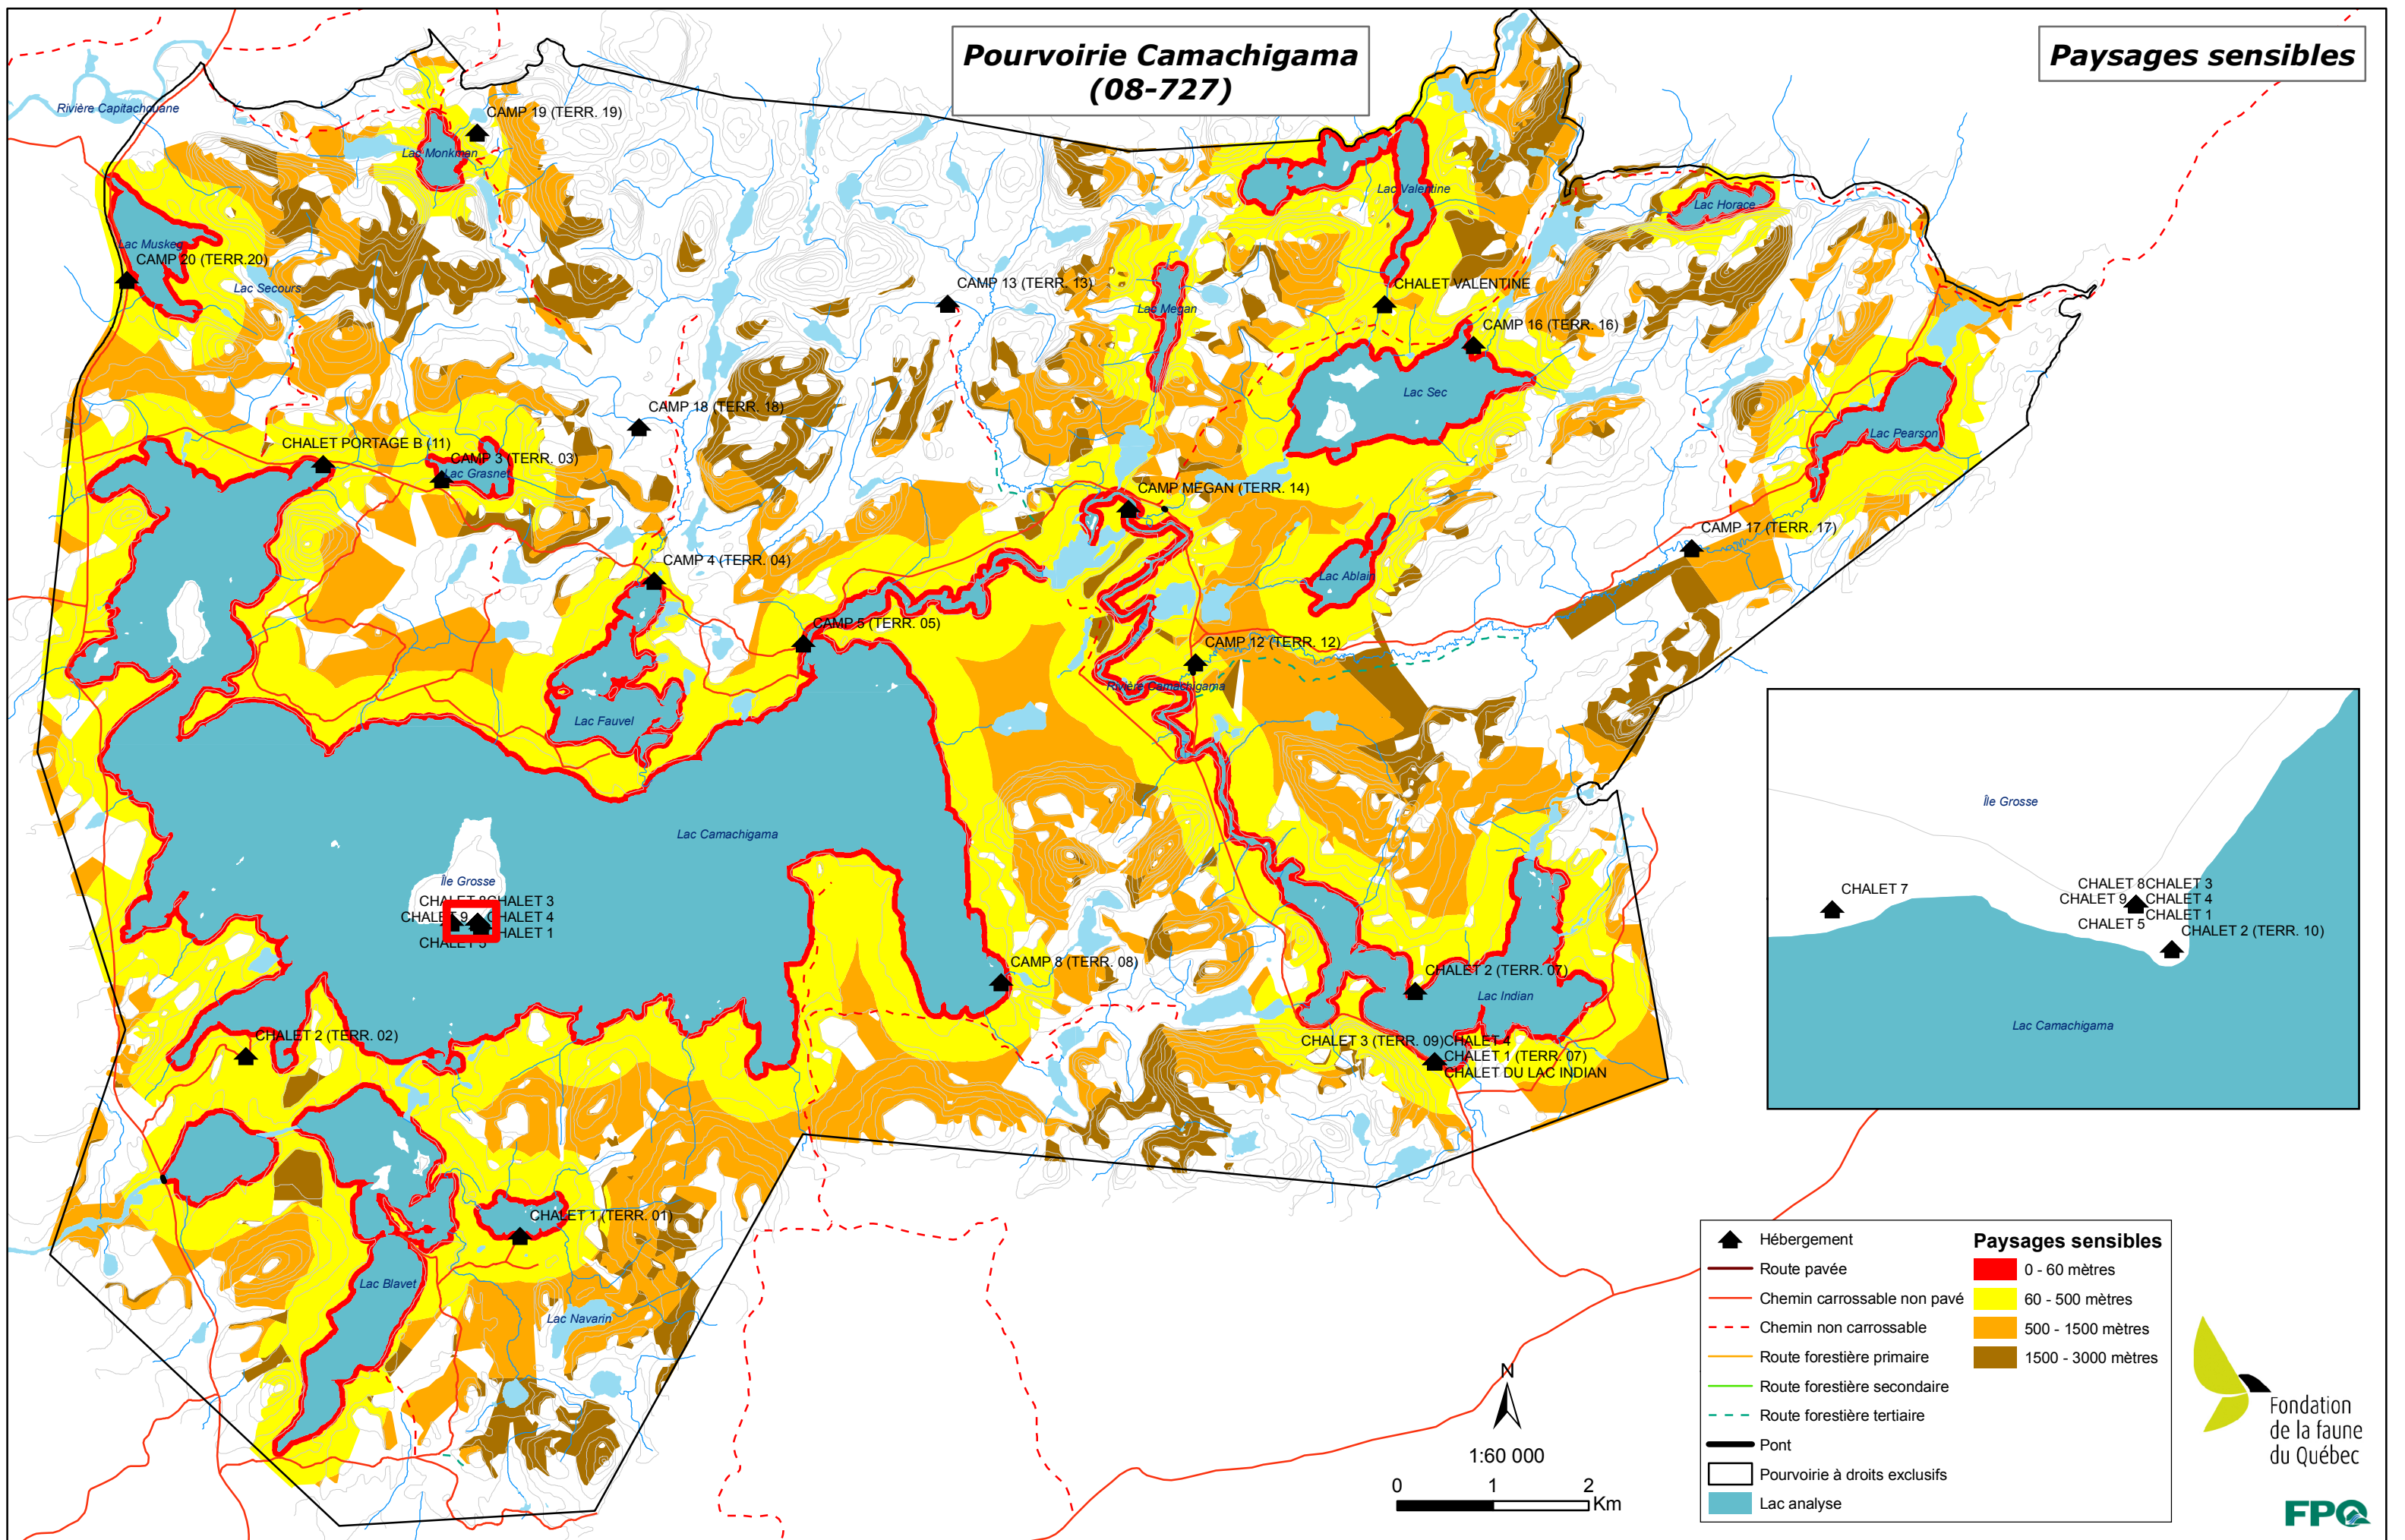 Pourvoirie Camachigama
(08-727)
Paysages sensibles
Rivière Capitachouane
CAMP 19 (TERR. 19)
Lac Monkman
Lac Valentine
Lac Horace
Lac Muskeg
CAMP 20 (TERR.20)
Lac Secours
CAMP 13 (TERR. 13)
CHALET VALENTINE
Lac Megan
CAMP 16 (TERR. 16)
Lac Sec
CAMP 18 (TERR. 18)
Lac Pearson
CHALET PORTAGE B (11)
CAMP 3 (TERR. 03)
Lac Grasnet
CAMP MEGAN (TERR. 14)
CAMP 17 (TERR. 17)
CAMP 4 (TERR. 04)
Lac Ablain
CAMP 5 (TERR. 05)
CAMP 12 (TERR. 12)
Rivière Camachigama
Lac Fauvel
Lac Camachigama
Île Grosse
CHALET 8CHALET 3
CHALET 9 CHALET 4
CHALET 1
CHALET 5
CAMP 8 (TERR. 08)
CHALET 2 (TERR. 07)
Lac Indian
CHALET 2 (TERR. 02)
CHALET 3 (TERR. 09)CHALET 4
CHALET 1 (TERR. 07)
CHALET DU LAC INDIAN
CHALET 1 (TERR. 01)
Lac Blavet
Lac Navarin
Île Grosse
CHALET 7
CHALET 8CHALET 3
CHALET 9 CHALET 4
CHALET 1
CHALET 5
CHALET 2 (TERR. 10)
Lac Camachigama
Hébergement
Route pavée
Chemin carrossable non pavé
Chemin non carrossable
Route forestière primaire
Route forestière secondaire
Route forestière tertiaire
Pont
Pourvoirie à droits exclusifs
Lac analyse
Paysages sensibles
0 - 60 mètres
60 - 500 mètres
500 - 1500 mètres
1500 - 3000 mètres
N
1:60 000
0 1 2
Km
Fondation
de la faune
du Québec
FPQ